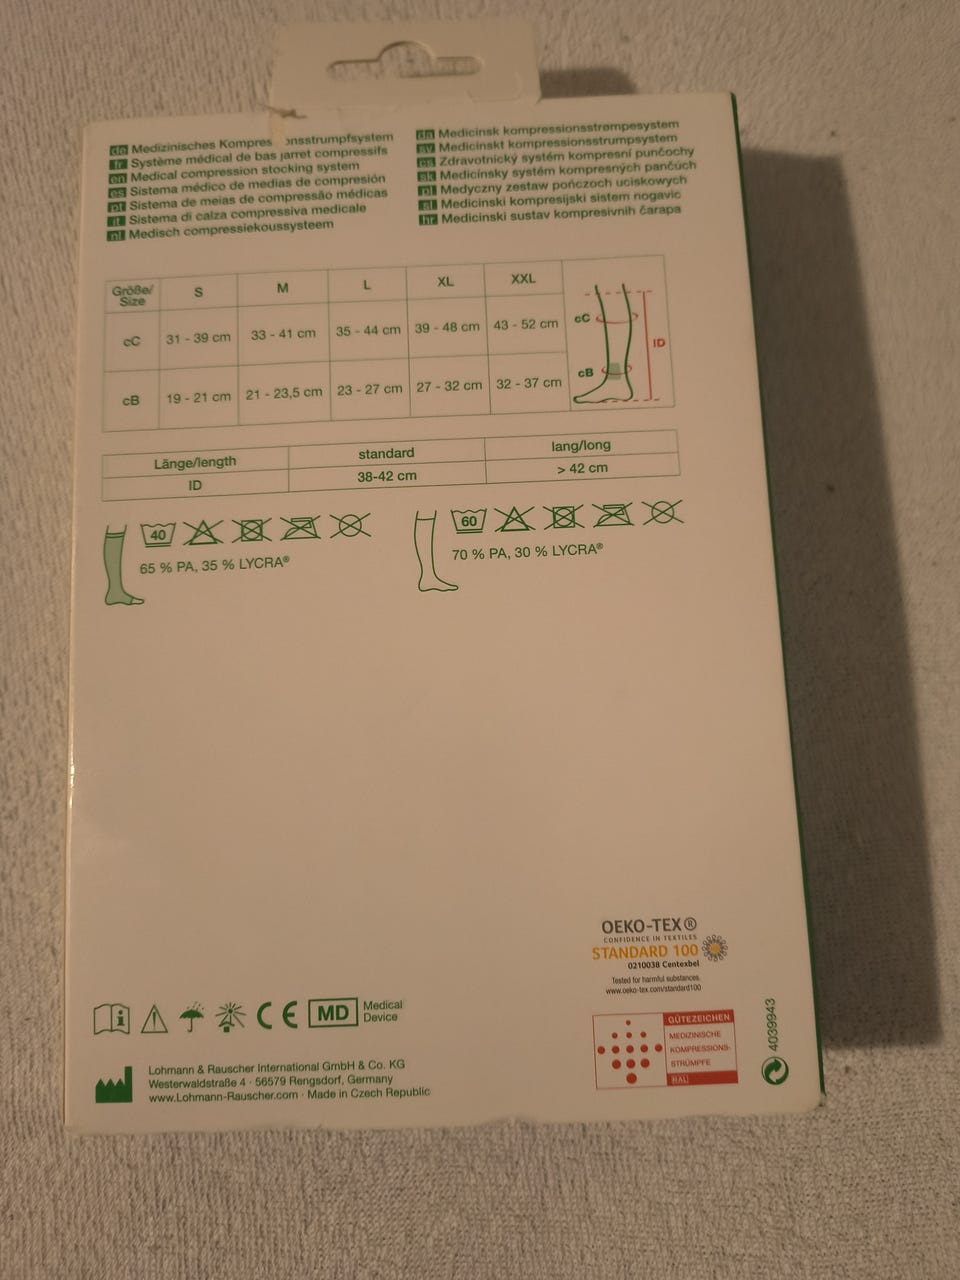 de Medizinisches Kompres onsstrumpfsystem
fr Système médical de bas jarret compressifs
en Medical compression stocking system
es Sistema médico de medias de compresión
pt Sistema de meias de compressão médicas
it Sistema di calza compressiva medicale
nl Medisch compressiekoussysteem
da Medicinsk kompressionsstrømpesystem
sv Medicinskt kompressionsstrumpsystem
cs Zdravotnický systém kompresní punčochy
sk Medicínsky systém kompresných pančúch
pl Medyczny zestaw pończoch uciskowych
sl Medicinski kompresijski sistem nogavic
hr Medicinski sustav kompresivnih čarapa
Größe/ Size S M L XL XXL
cC 31 - 39 cm 33 - 41 cm 35 - 44 cm 39 - 48 cm 43 - 52 cm
cB 19 - 21 cm 21 - 23,5 cm 23 - 27 cm 27 - 32 cm 32 - 37 cm
cC
lD
cB
Länge/length standard lang/long
lD 38-42 cm > 42 cm
40
65 % PA, 35 % LYCRA®
60
70 % PA, 30 % LYCRA®
OEKO-TEX®
CONFIDENCE IN TEXTILES
STANDARD 100
0210038 Centexbel
Tested for harmful substances.
www.oeko-tex.com/standard100
CE MD Medical
Device
GÜTEZEICHEN
MEDIZINISCHE
KOMPRESSIONS-
STRÜMPFE
RAL
4039943
Lohmann & Rauscher International GmbH & Co. KG
Westerwaldstraße 4 · 56579 Rengsdorf, Germany
www.Lohmann-Rauscher.com · Made in Czech Republic